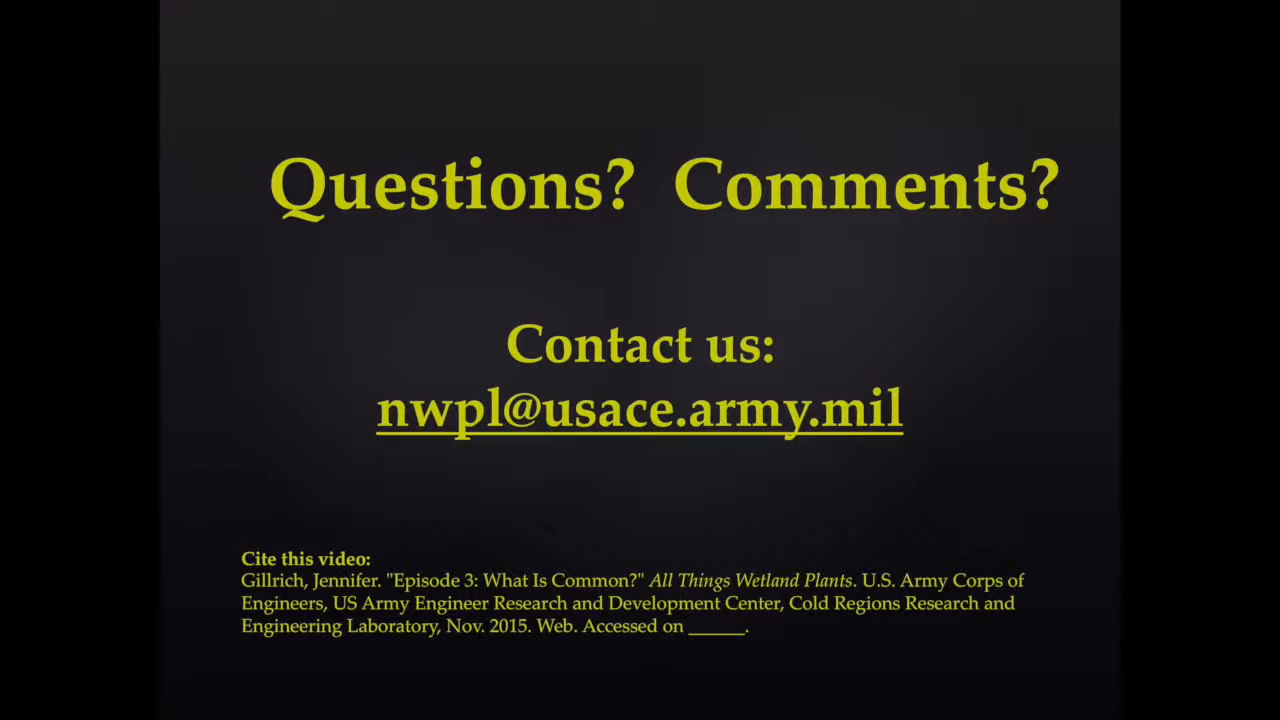 Questions? Comments?
Contact us:
nwpl@usace.army.mil
Cite this video:
Gillrich, Jennifer. "Episode 3: What Is Common?" All Things Wetland Plants. U.S. Army Corps of
Engineers, US Army Engineer Research and Development Center, Cold Regions Research and
Engineering Laboratory, Nov. 2015. Web. Accessed on ______.